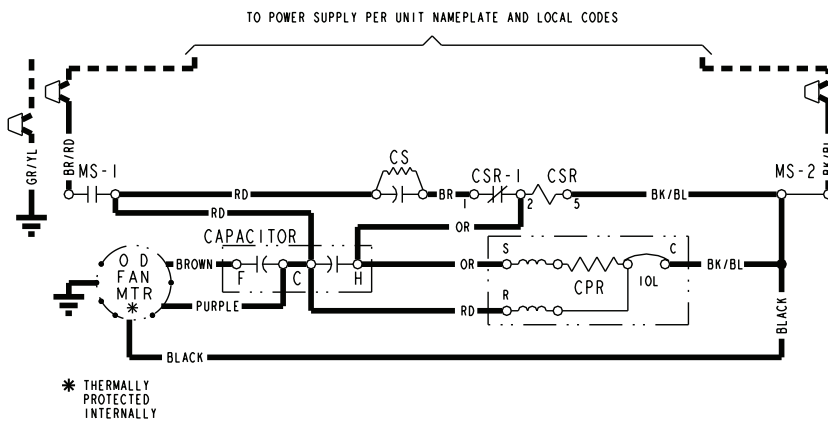 TO POWER SUPPLY PER UNIT NAMEPLATE AND LOCAL CODES
GR/YL
BR/RD
MS-1
RD
CS
BR
1
CSR-1
2
CSR
5
BK/BL
MS-2
BK/BL
RD
OR
CAPACITOR
BROWN
F
C
H
OR
S
CPR
C
IOL
BK/BL
O D
FAN
MTR
*
PURPLE
RD
R
BLACK
BLACK
* THERMALLY
PROTECTED
INTERNALLY